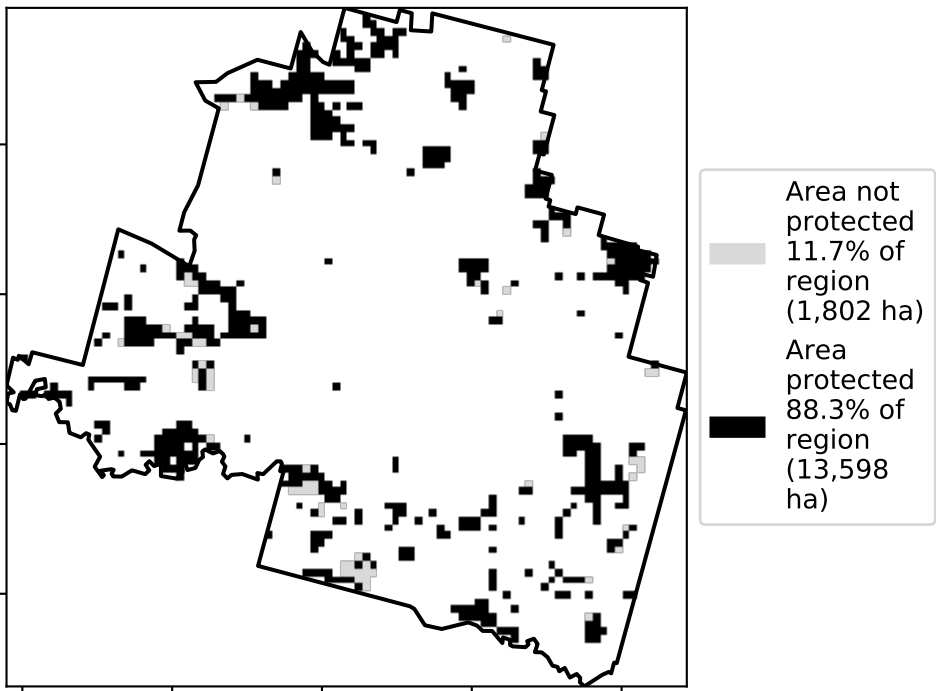 Area not
protected
11.7% of
region
(1,802 ha)
Area
protected
88.3% of
region
(13,598
ha)